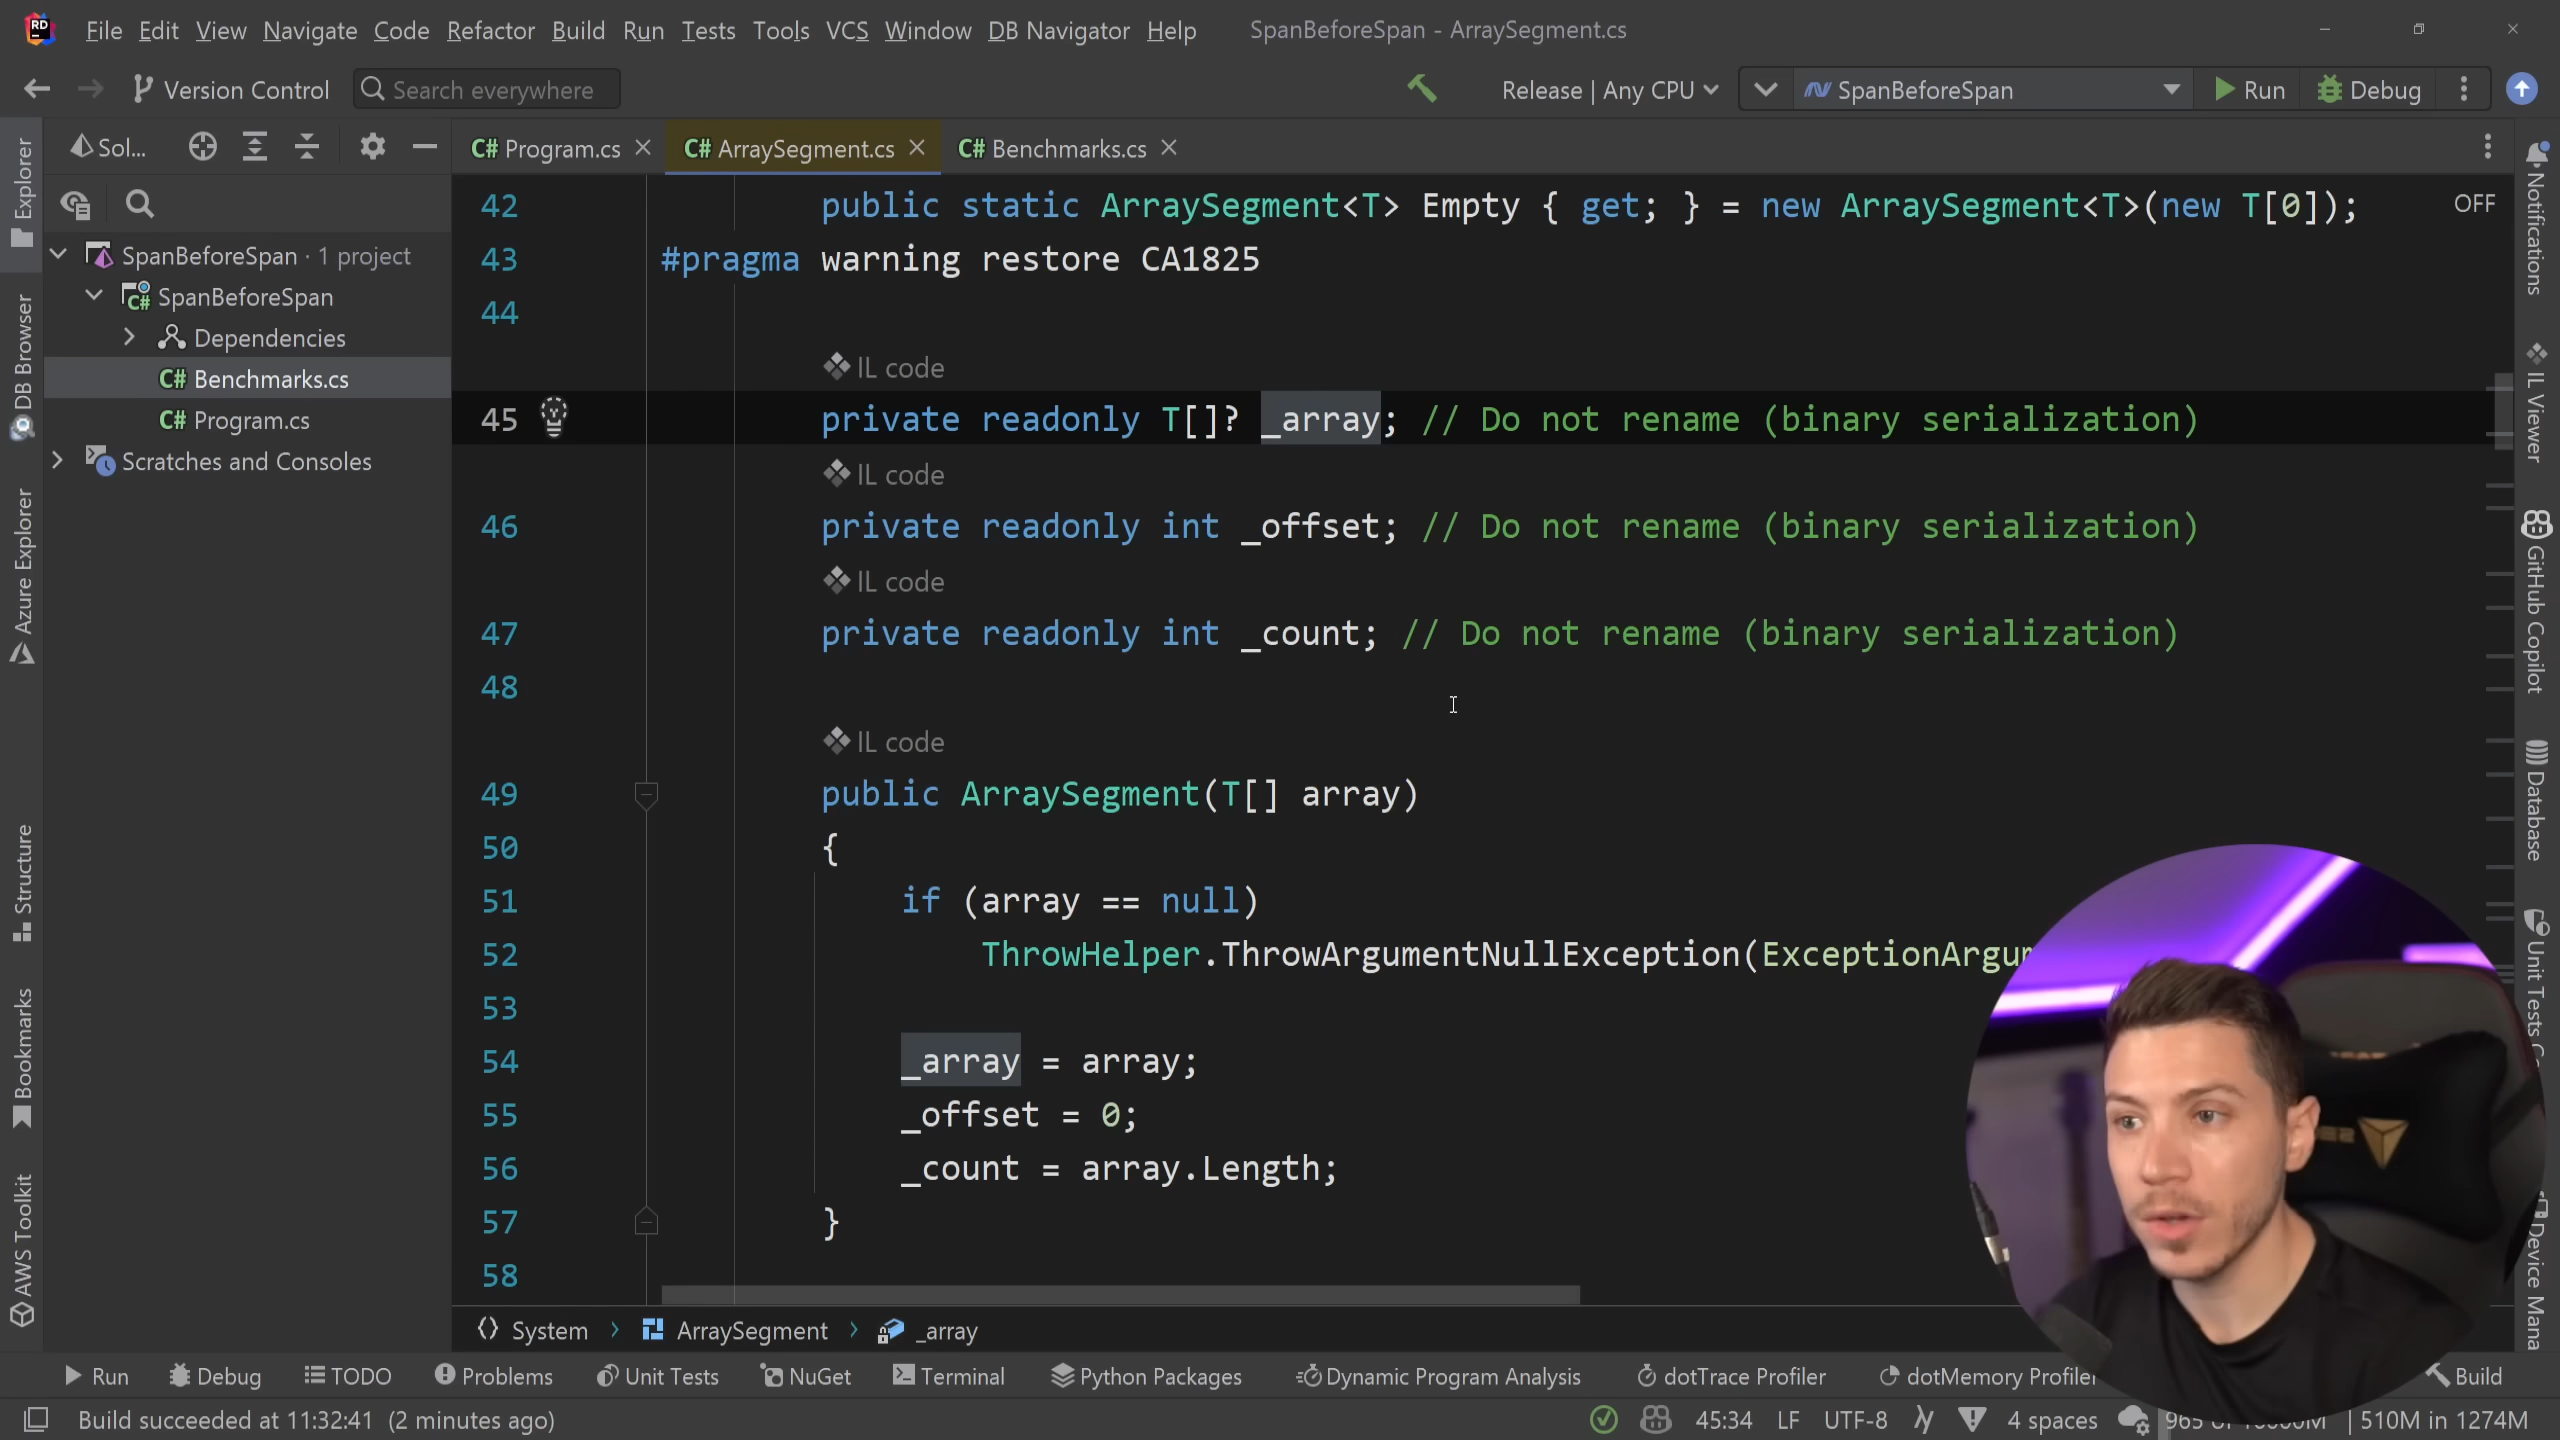 File Edit View Navigate Code Refactor Build Run Tests Tools VCS Window DB Navigator Help SpanBeforeSpan - ArraySegment.cs
Version Control Search everywhere Release | Any CPU SpanBeforeSpan Run Debug
Sol... C# Program.cs C# ArraySegment.cs C# Benchmarks.cs
SpanBeforeSpan · 1 project
C# SpanBeforeSpan
Dependencies
C# Benchmarks.cs
C# Program.cs
Scratches and Consoles
Explorer
DB Browser
Azure Explorer
Structure
Bookmarks
AWS Toolkit
42 public static ArraySegment<T> Empty { get; } = new ArraySegment<T>(new T[0]); OFF
43 #pragma warning restore CA1825
44
IL code
45 private readonly T[]? _array; // Do not rename (binary serialization)
IL code
46 private readonly int _offset; // Do not rename (binary serialization)
IL code
47 private readonly int _count; // Do not rename (binary serialization)
48
IL code
49 public ArraySegment(T[] array)
50 {
51 if (array == null)
52 ThrowHelper.ThrowArgumentNullException(ExceptionArgum
53
54 _array = array;
55 _offset = 0;
56 _count = array.Length;
57 }
58
Notifications
IL Viewer
GitHub Copilot
Database
Unit Tests C
Device Mana
System ArraySegment _array
Run Debug TODO Problems Unit Tests NuGet Terminal Python Packages Dynamic Program Analysis dotTrace Profiler dotMemory Profiler Build
Build succeeded at 11:32:41 (2 minutes ago) 45:34 LF UTF-8 4 spaces 965 510M in 1274M